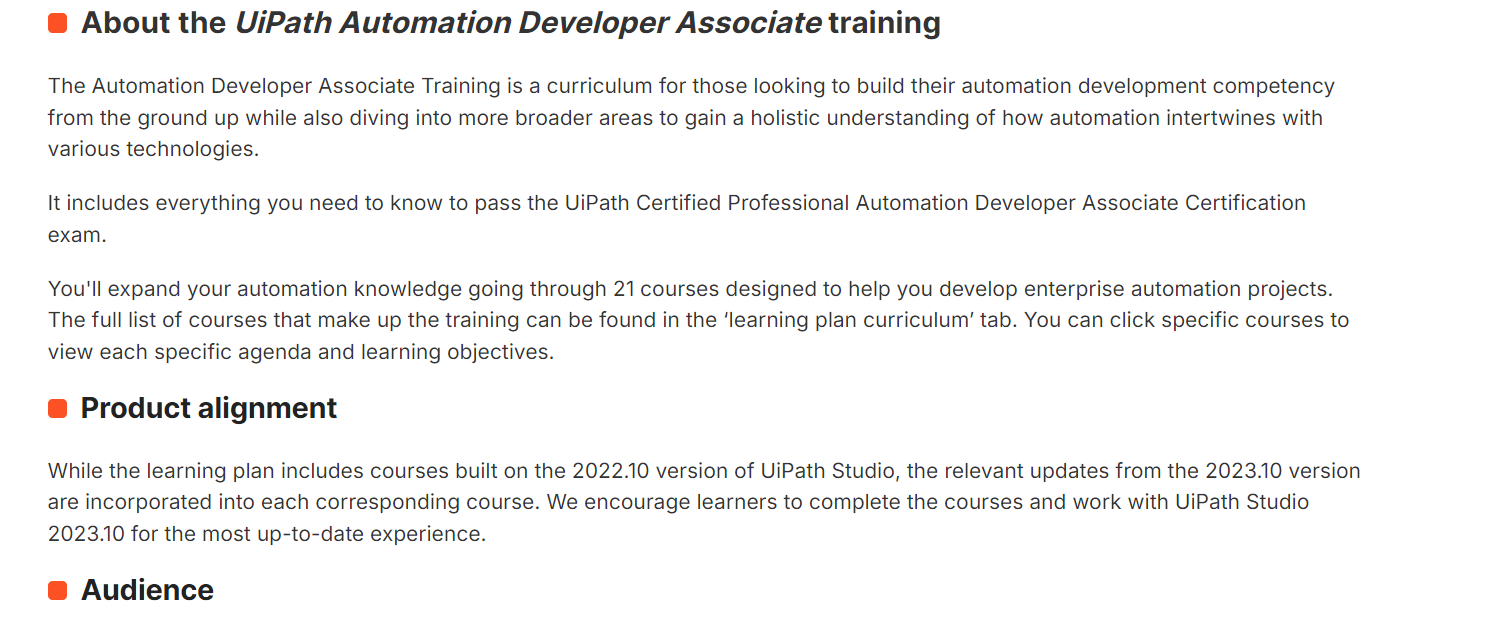 About the UiPath Automation Developer Associate training
The Automation Developer Associate Training is a curriculum for those looking to build their automation development competency
from the ground up while also diving into more broader areas to gain a holistic understanding of how automation intertwines with
various technologies.
It includes everything you need to know to pass the UiPath Certified Professional Automation Developer Associate Certification
exam.
You'll expand your automation knowledge going through 21 courses designed to help you develop enterprise automation projects.
The full list of courses that make up the training can be found in the ‘learning plan curriculum’ tab. You can click specific courses to
view each specific agenda and learning objectives.
Product alignment
While the learning plan includes courses built on the 2022.10 version of UiPath Studio, the relevant updates from the 2023.10 version
are incorporated into each corresponding course. We encourage learners to complete the courses and work with UiPath Studio
2023.10 for the most up-to-date experience.
Audience